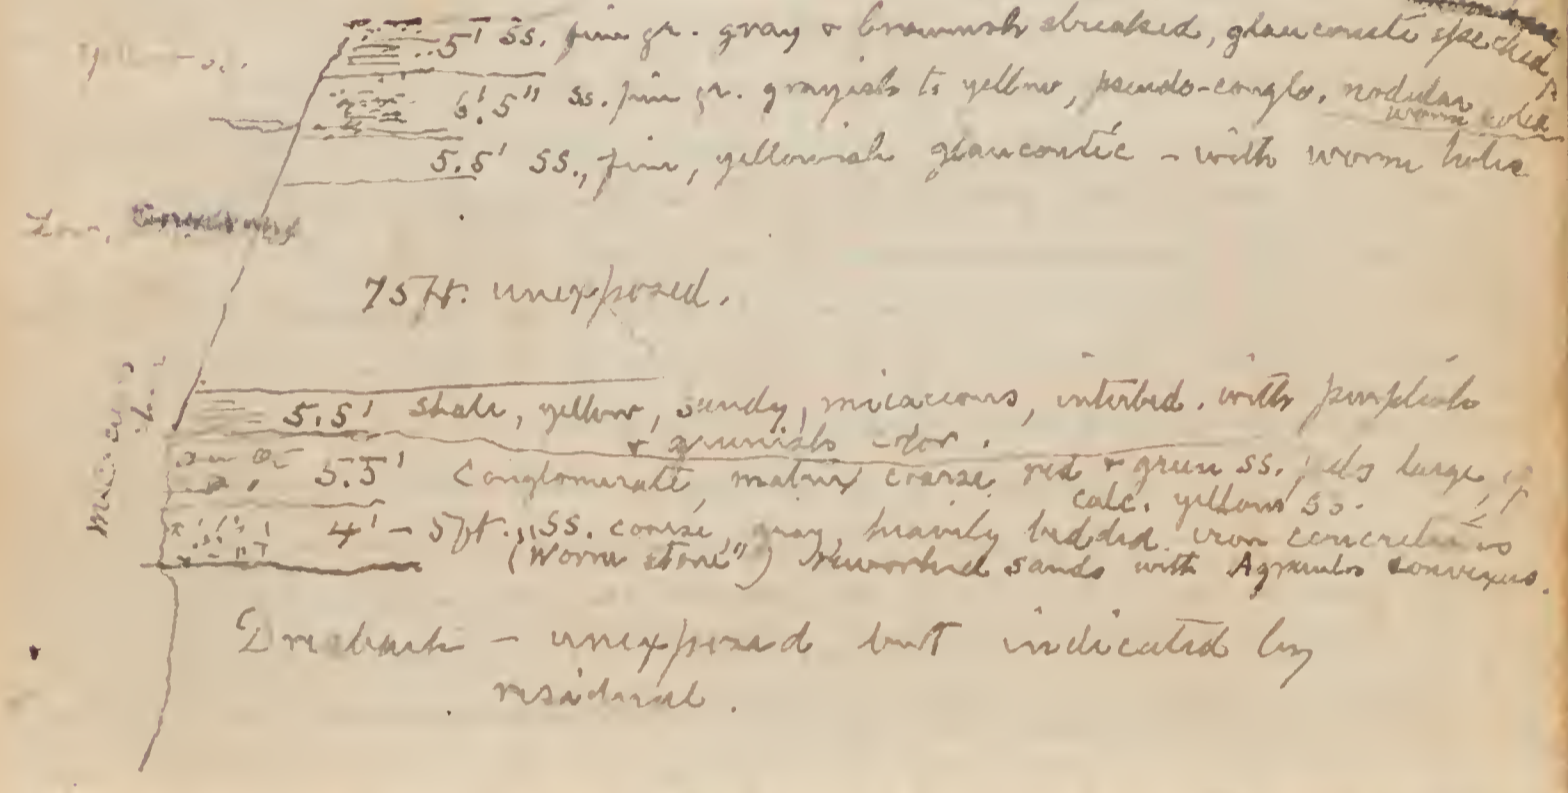 5' ss. fine gr. gray & brownish streaked, glauconite specked,
Yellow ss.
6'.5" ss. fine gr. grayish to yellow, pseudo-conglo. nodular
worm
5.5' ss., fine, yellowish glauconitic - with worm holes
75 ft. unexposed.
5.5' Shale, yellow, sandy, micaceous, interbed. with purplish
& greenish color.
5.5' Conglomerate, matrix coarse red & green ss. large
calc. yellow ss.
4' - 5 ft., ss. coarse, gray, heavily bedded. iron concretions
("Worm stone") reworked sands with Agraulos convexus.
Dresbach - unexposed but indicated by
residual.